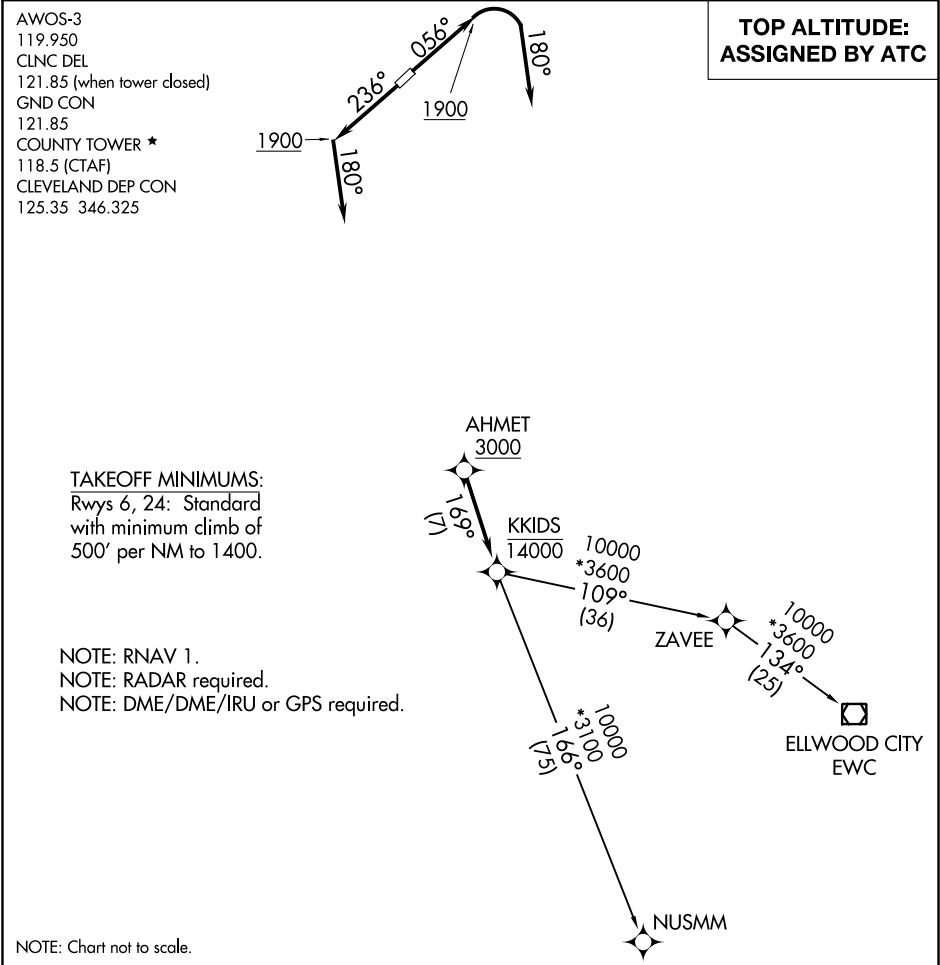 AWOS-3
119.950
CLNC DEL
121.85 (when tower closed)
GND CON
121.85
COUNTY TOWER ★
118.5 (CTAF)
CLEVELAND DEP CON
125.35 346.325
TOP ALTITUDE:
ASSIGNED BY ATC
236°
056°
180°
1900
1900
180°
AHMET
3000
169°
(7)
KKIDS
14000
10000
*3600
109°
(36)
ZAVEE
10000
*3600
134°
(25)
ELLWOOD CITY
EWC
10000
*3100
166°
(75)
NUSMM
TAKEOFF MINIMUMS:
Rwys 6, 24: Standard
with minimum climb of
500' per NM to 1400.
NOTE: RNAV 1.
NOTE: RADAR required.
NOTE: DME/DME/IRU or GPS required.
NOTE: Chart not to scale.